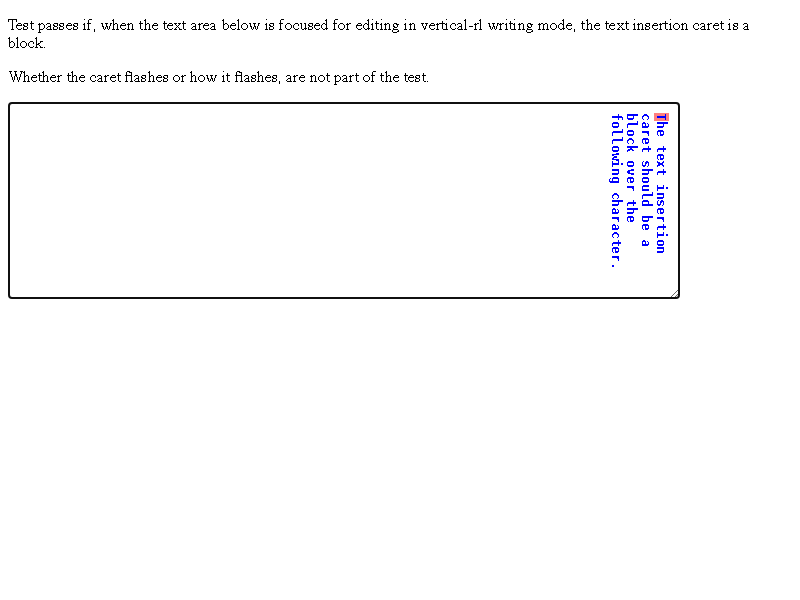 Test passes if, when the text area below is focused for editing in vertical-rl writing mode, the text insertion caret is a
block.
Whether the caret flashes or how it flashes, are not part of the test.
The text insertion
caret should be a
block over the
following character.